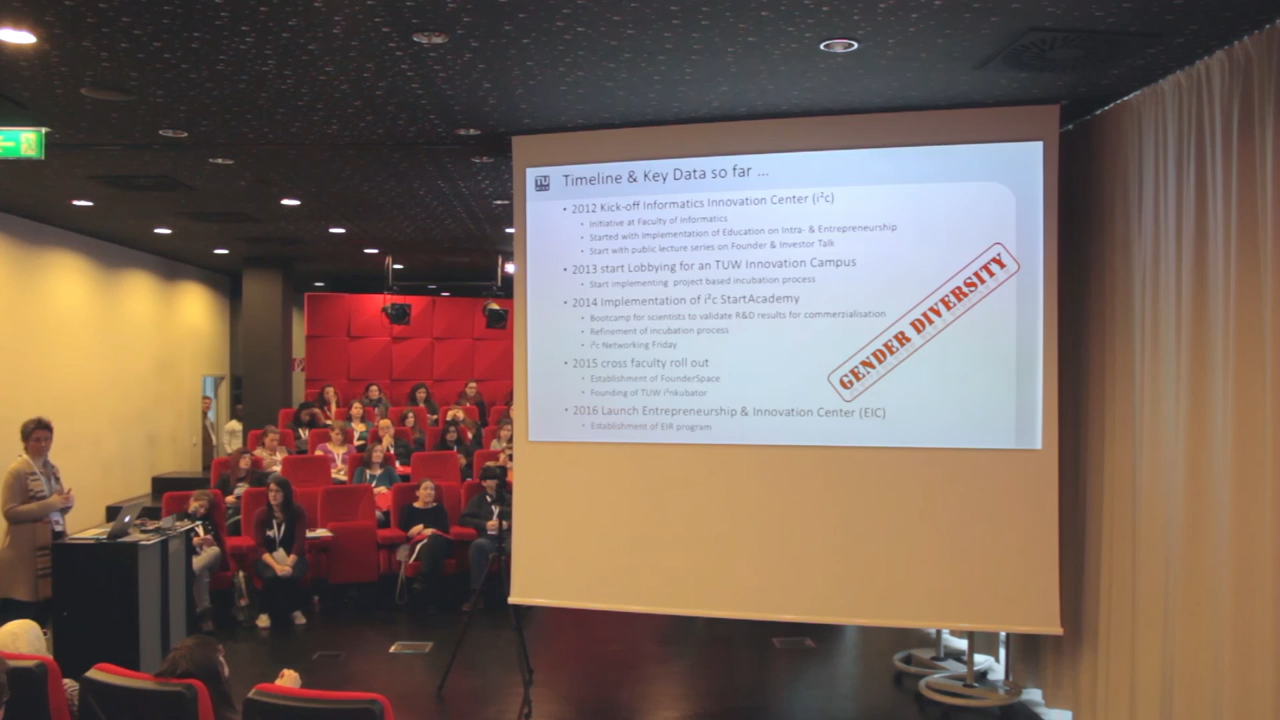 TU
Timeline & Key Data so far ...
• 2012 Kick-off Informatics Innovation Center (i²c)
• Initiative at Faculty of Informatics
• Started with Implementation of Education on Intra- & Entrepreneurship
• Start with public lecture series on Founder & Investor Talk
• 2013 start Lobbying for an TUW Innovation Campus
• Start implementing project based incubation process
• 2014 Implementation of i²c StartAcademy
• Bootcamp for scientists to validate R&D results for commerzialisation
• Refinement of incubation process
• i²c Networking Friday
• 2015 cross faculty roll out
• Establishment of FounderSpace
• Founding of TUW i²nkubator
• 2016 Launch Entrepreneurship & Innovation Center (EIC)
• Establishment of EIR program
GENDER DIVERSITY